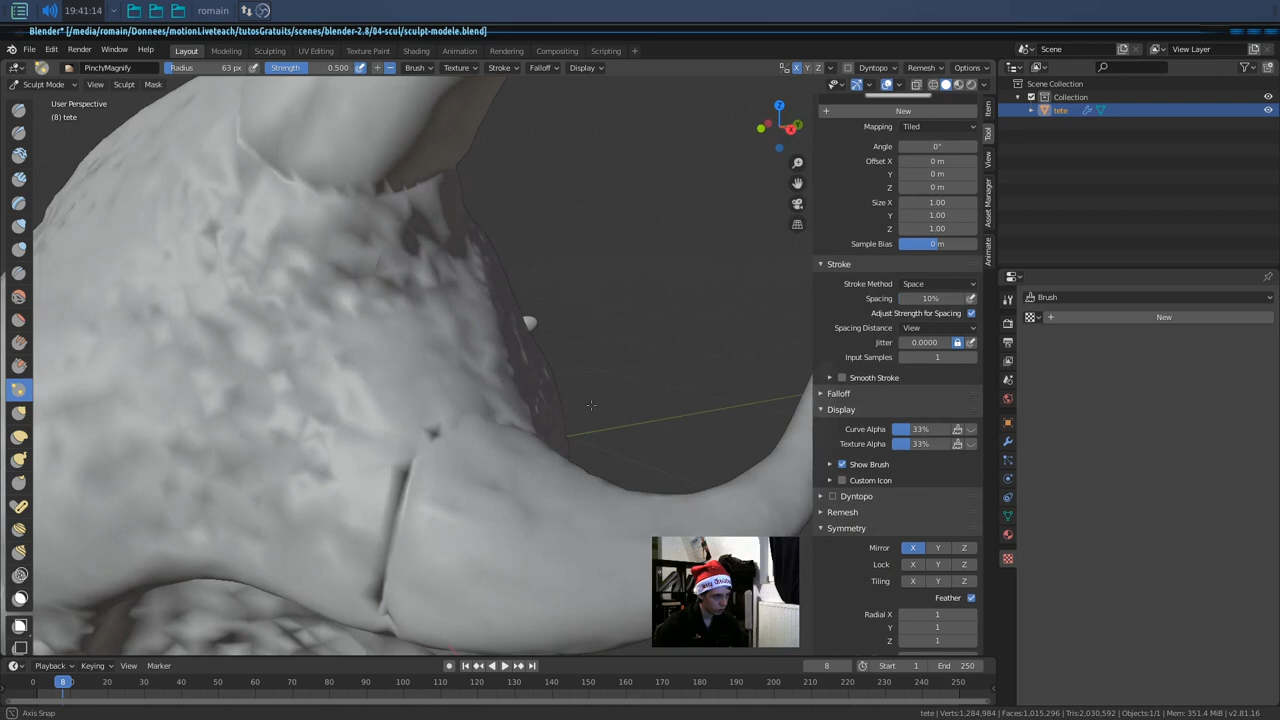 19:41:14 romain
Blender* [/media/romain/Donnees/motionLiveteach/tutosGratuits/scenes/blender-2.8/04-scul/sculpt-modele.blend]
File Edit Render Window Help Layout Modeling Sculpting UV Editing Texture Paint Shading Animation Rendering Compositing Scripting Scene View Layer
Pinch/Magnify Radius 63 px Strength 0.500 Brush Texture Stroke Falloff Display X Y Z Dyntopo Remesh Options
Sculpt Mode View Sculpt Mask
Scene Collection
Collection
tete
User Perspective
(8) tete
Z
Y
X
New
Mapping Tiled
Angle 0°
Offset X 0 m
Y 0 m
Z 0 m
Size X 1.00
Y 1.00
Z 1.00
Sample Bias 0 m
Stroke
Stroke Method Space
Spacing 10%
Adjust Strength for Spacing
Spacing Distance View
Jitter 0.0000
Input Samples 1
Smooth Stroke
Falloff
Display
Curve Alpha 33%
Texture Alpha 33%
Show Brush
Custom Icon
Dyntopo
Remesh
Symmetry
Mirror X Y Z
Lock X Y Z
Tiling X Y Z
Feather
Radial X 1
Y 1
Z 1
Item
Tool
View
Asset Manager
Animate
Brush
New
Playback Keying View Marker 8 Start 1 End 250
0 8 10 20 30 40 50 60 70 80 90 100 110 120 130 140 150 160 170 180 190 200 210 220 230 240 250
Axis Snap tete | Verts:1,284,984 | Faces:1,015,296 | Tris:2,030,592 | Objects:1/1 | Mem: 351.4 MiB | v2.81.16